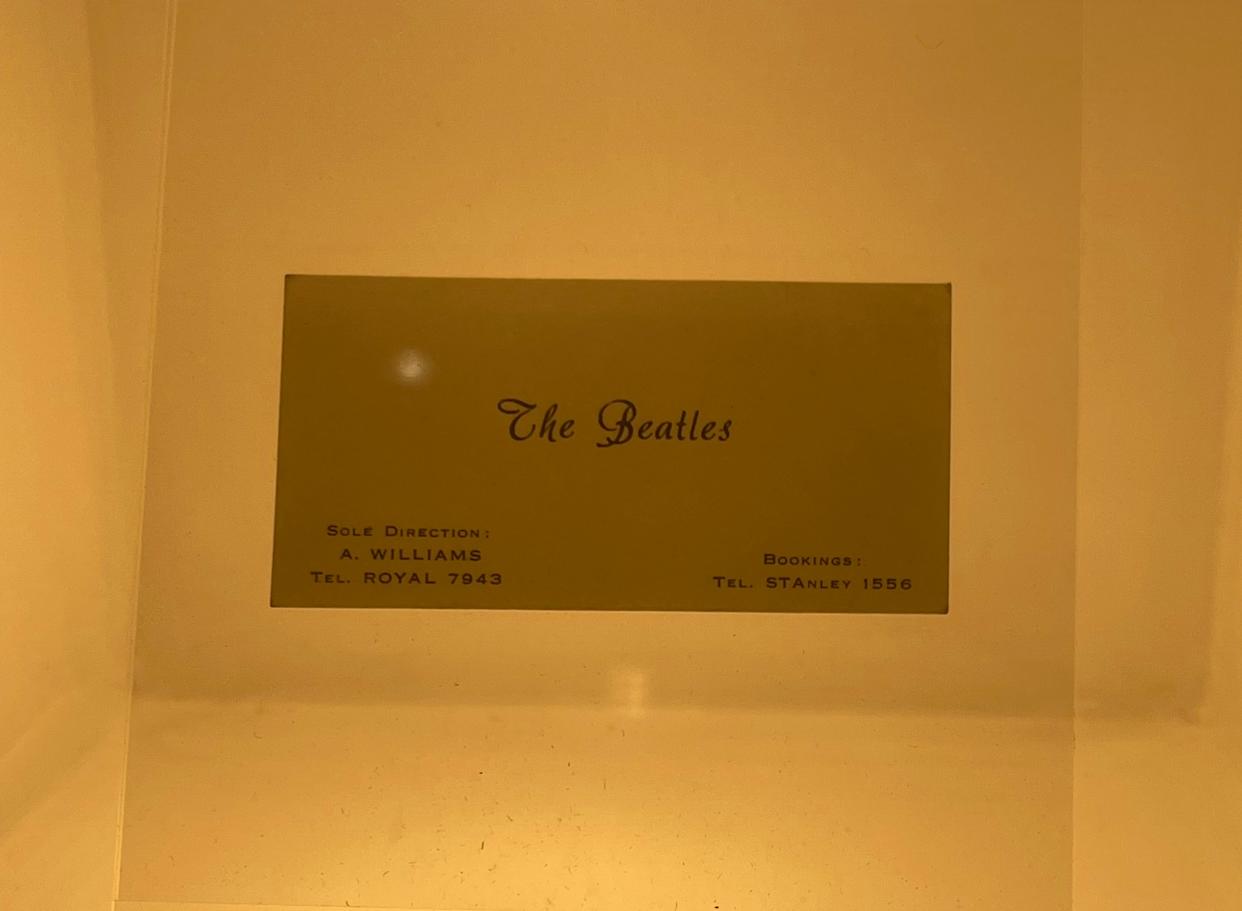 The Beatles
Sole Direction:
A. WILLIAMS
Tel. ROYAL 7943
Bookings:
Tel. STAnley 1556